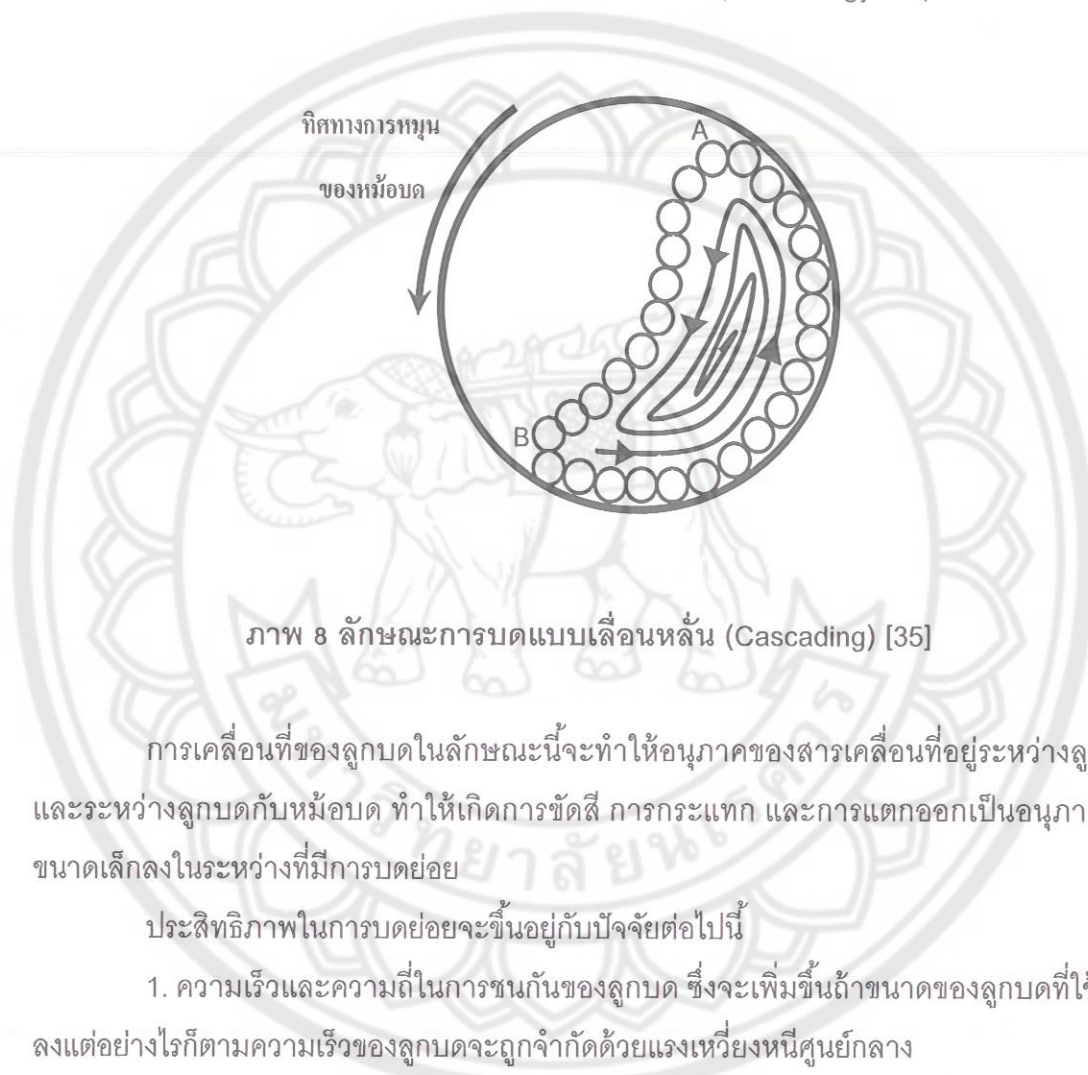 ทิศทางการหมุน
ของหม้อบด
A
B
ภาพ 8 ลักษณะการบดแบบเลื่อนหลั่น (Cascading) [35]
การเคลื่อนที่ของลูกบดในลักษณะนี้จะทำให้อนุภาคของสารเคลื่อนที่อยู่ระหว่าง
และระหว่างลูกบดกับหม้อบด ทำให้เกิดการขัดสี การกระแทก และการแตกออกเป็น
ขนาดเล็กลงในระหว่างที่มีการบดย่อย
ประสิทธิภาพในการบดย่อยจะขึ้นอยู่กับปัจจัยต่อไปนี้
1. ความเร็วและความถี่ในการชนกันของลูกบด ซึ่งจะเพิ่มขึ้นถ้าขนาดของลูกบดที่
ลงแต่อย่างไรก็ตามความเร็วของลูกบดจะถูกจำกัดด้วยแรงเหวี่ยงหนีศูนย์กลาง
มหาวิทยาลัยนเรศวร